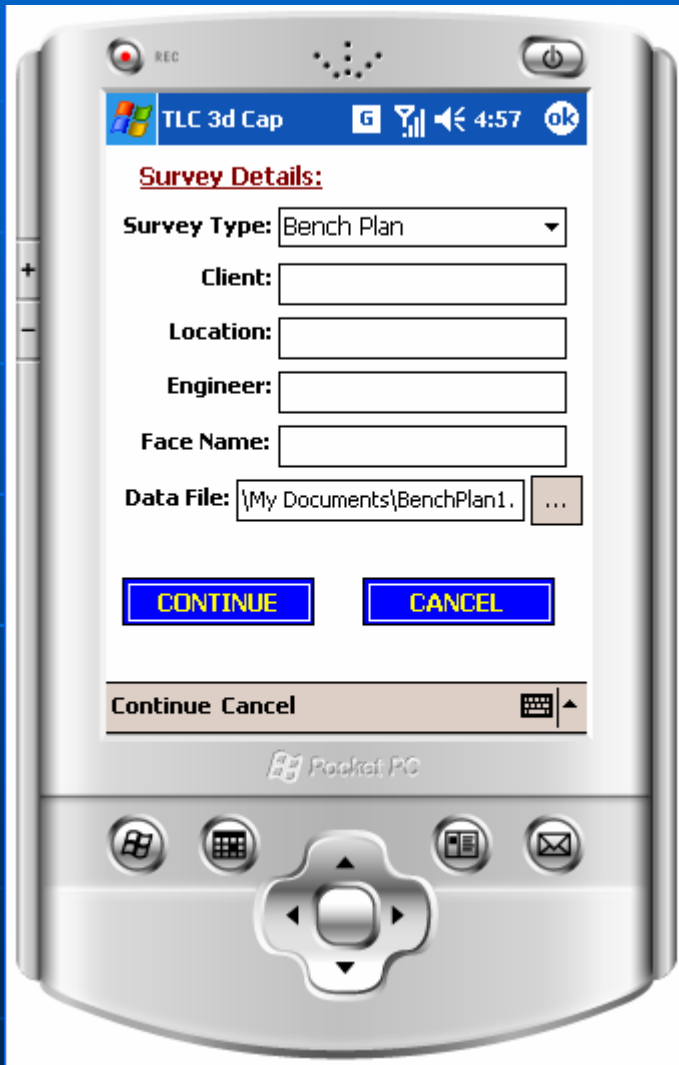 REC
TLC 3d Cap G 4:57 ok
Survey Details:
Survey Type: Bench Plan
Client:
Location:
Engineer:
Face Name:
Data File: \My Documents\BenchPlan1. ...
CONTINUE CANCEL
Continue Cancel
Pocket PC